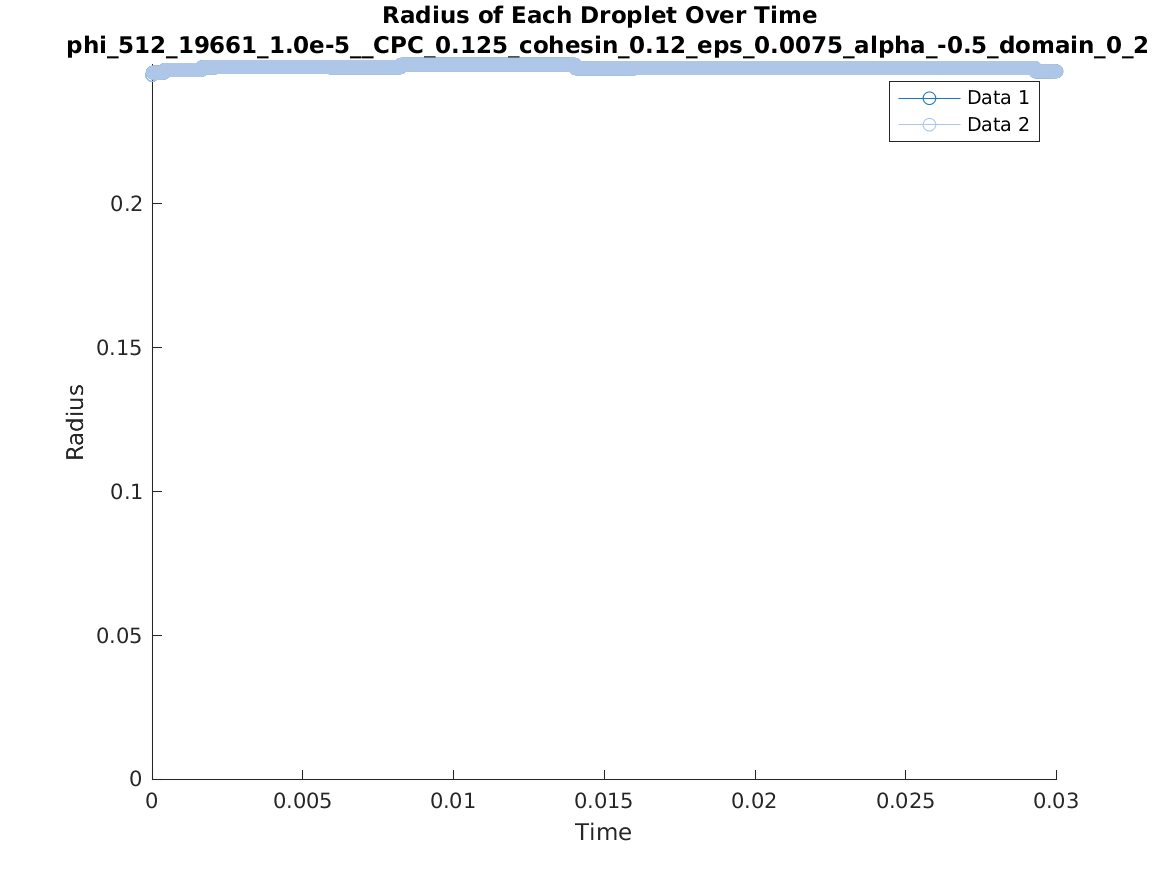 Radius of Each Droplet Over Time
phi_512_19661_1.0e-5__CPC_0.125_cohesin_0.12_eps_0.0075_alpha_-0.5_domain_0_2
Data 1
Data 2
0.2
0.15
0.1
0.05
0
Radius
0
0.005
0.01
0.015
0.02
0.025
0.03
Time